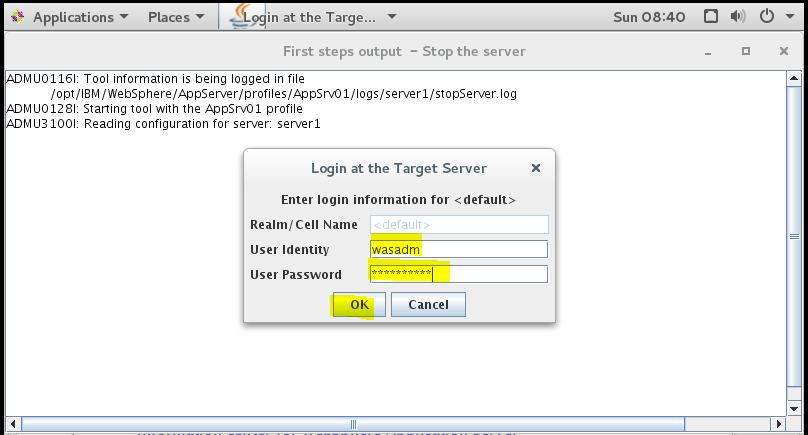 Applications Places Login at the Target... Sun 08:40
First steps output - Stop the server
ADMU0116I: Tool information is being logged in file
/opt/IBM/WebSphere/AppServer/profiles/AppSrv01/logs/server1/stopServer.log
ADMU0128I: Starting tool with the AppSrv01 profile
ADMU3100I: Reading configuration for server: server1
Login at the Target Server
Enter login information for <default>
Realm/Cell Name <default>
User Identity wasadm
User Password **********
OK Cancel